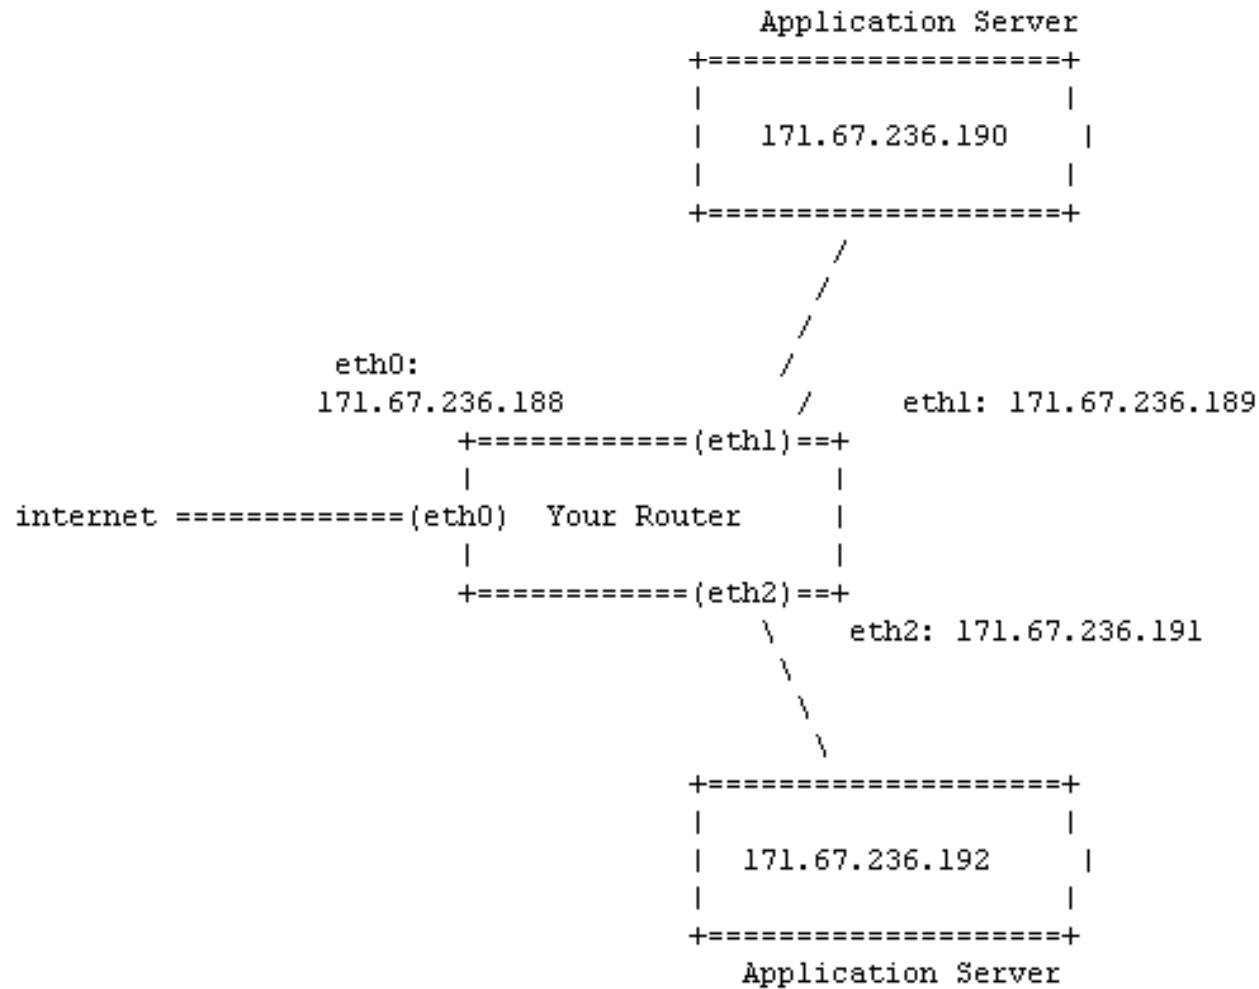 Application Server
+====================+
|                    |
|   171.67.236.190    |
|                    |
+====================+
/
/
/
eth0:               /
171.67.236.188             /     eth1: 171.67.236.189
+============(eth1)==+
|                    |
internet =============(eth0)  Your Router     |
|                    |
+============(eth2)==+
\    eth2: 171.67.236.191
\
\
\
+====================+
|                    |
|  171.67.236.192     |
|                    |
+====================+
Application Server